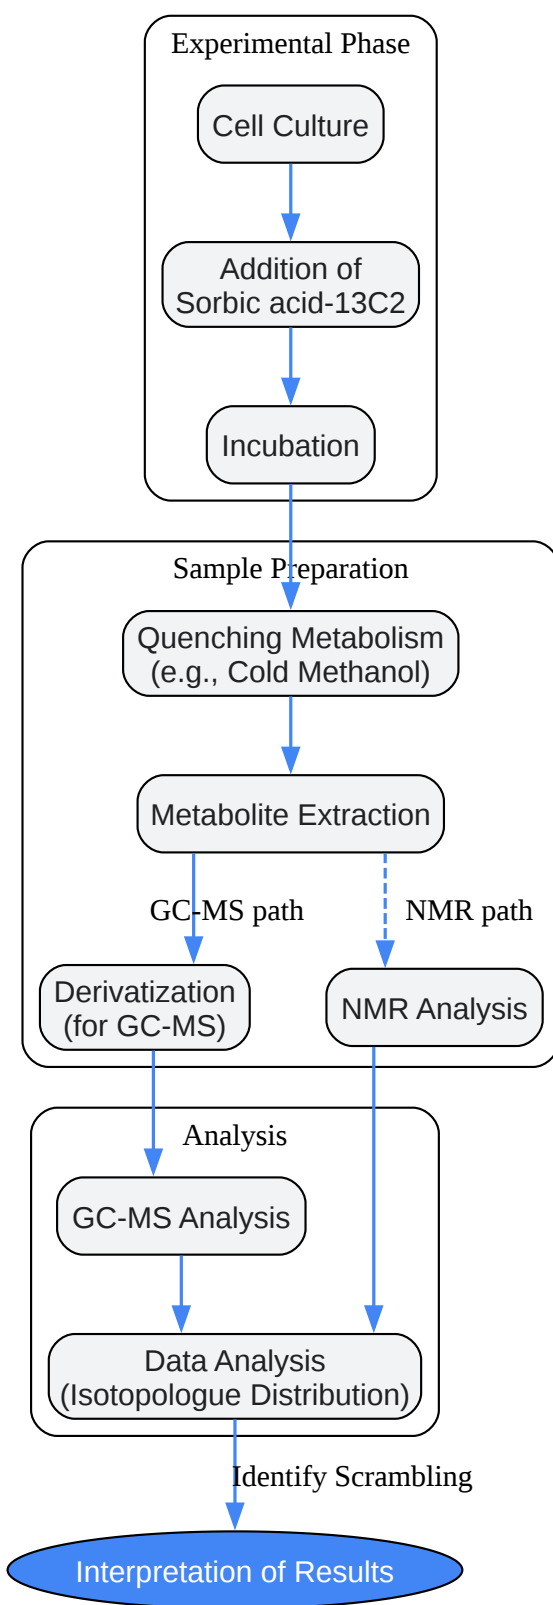 Experimental Phase
Cell Culture
Addition of
Sorbic acid-13C2
Incubation
Sample Preparation
Quenching Metabolism
(e.g., Cold Methanol)
Metabolite Extraction
GC-MS path
NMR path
Derivatization
(for GC-MS)
NMR Analysis
Analysis
GC-MS Analysis
Data Analysis
(Isotopologue Distribution)
Identify Scrambling
Interpretation of Results